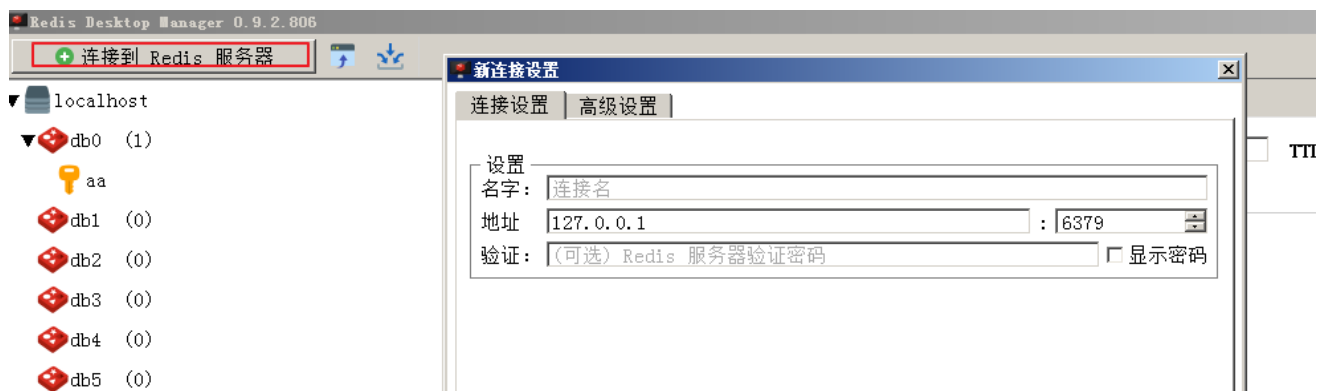 Redis Desktop Manager 0.9.2.806
连接到 Redis 服务器
localhost
db0 (1)
aa
db1 (0)
db2 (0)
db3 (0)
db4 (0)
db5 (0)
新连接设置
连接设置 高级设置
设置
名字: 连接名
地址 127.0.0.1 : 6379
验证: (可选) Redis 服务器验证密码 显示密码